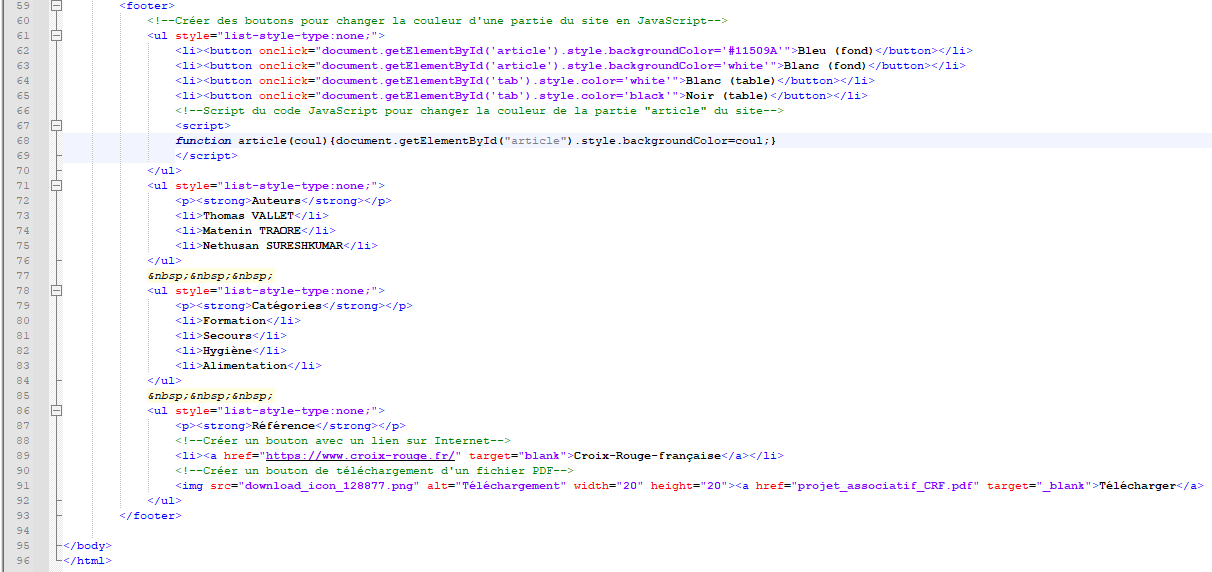 59 <footer>
60 <!--Créer des boutons pour changer la couleur d'une partie du site en JavaScript-->
61 <ul style="list-style-type:none;">
62 <li><button onclick="document.getElementById('article').style.backgroundColor='#11509A'">Bleu (fond)</button></li>
63 <li><button onclick="document.getElementById('article').style.backgroundColor='white'">Blanc (fond)</button></li>
64 <li><button onclick="document.getElementById('tab').style.color='white'">Blanc (table)</button></li>
65 <li><button onclick="document.getElementById('tab').style.color='black'">Noir (table)</button></li>
66 <!--Script du code JavaScript pour changer la couleur de la partie "article" du site-->
67 <script>
68 function article(coul){document.getElementById("article").style.backgroundColor=coul;}
69 </script>
70 </ul>
71 <ul style="list-style-type:none;">
72 <p><strong>Auteurs</strong></p>
73 <li>Thomas VALLET</li>
74 <li>Matenin TRAORE</li>
75 <li>Nethusan SURESHKUMAR</li>
76 </ul>
77 &nbsp;&nbsp;&nbsp;
78 <ul style="list-style-type:none;">
79 <p><strong>Catégories</strong></p>
80 <li>Formation</li>
81 <li>Secours</li>
82 <li>Hygiène</li>
83 <li>Alimentation</li>
84 </ul>
85 &nbsp;&nbsp;&nbsp;
86 <ul style="list-style-type:none;">
87 <p><strong>Référence</strong></p>
88 <!--Créer un bouton avec un lien sur Internet-->
89 <li><a href="https://www.croix-rouge.fr/" target="blank">Croix-Rouge-française</a></li>
90 <!--Créer un bouton de téléchargement d'un fichier PDF-->
91 <img src="download_icon_128877.png" alt="Téléchargement" width="20" height="20"><a href="projet_associatif_CRF.pdf" target="_blank">Télécharger</a>
92 </ul>
93 </footer>
94
95 </body>
96 </html>